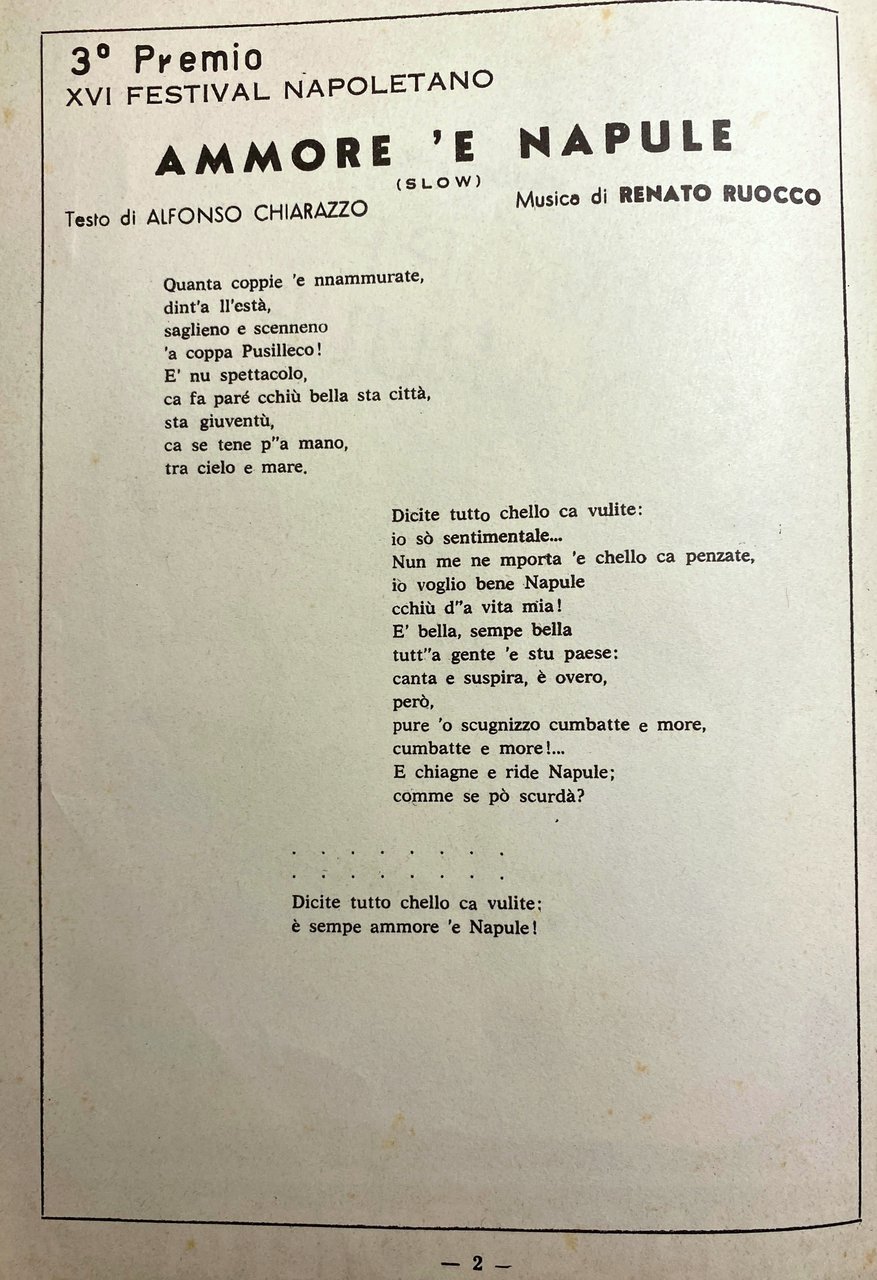 3° Premio
XVI FESTIVAL NAPOLETANO
AMMORE 'E NAPULE
(SLOW)
Testo di ALFONSO CHIARAZZO
Musica di RENATO RUOCCO
Quanta coppie 'e nnammurate,
dint'a ll'està,
saglieno e scenneno
'a coppa Pusilleco!
E' nu spettacolo,
ca fa paré cchiù bella sta città,
sta giuventù,
ca se tene p''a mano,
tra cielo e mare.
Dicite tutto chello ca vulite:
io sò sentimentale...
Nun me ne mporta 'e chello ca penzate,
io voglio bene Napule
cchiù d''a vita mia!
E' bella, sempe bella
tutt''a gente 'e stu paese:
canta e suspira, è overo,
però,
pure 'o scugnizzo cumbatte e more,
cumbatte e more!...
E chiagne e ride Napule;
comme se pò scurdà?
. . . . . . . .
. . . . . . . .
Dicite tutto chello ca vulite:
è sempe ammore 'e Napule!
— 2 —